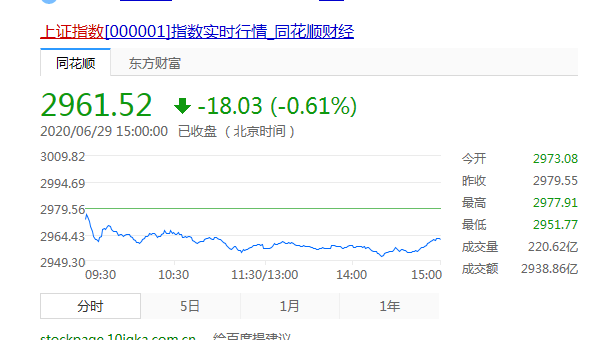 上证指数[000001]指数实时行情_同花顺财经
同花顺 东方财富
2961.52 -18.03 (-0.61%)
2020/06/29 15:00:00 已收盘 (北京时间)
3009.82
2994.69
2979.56
2964.43
2949.30
09:30 10:30 11:30/13:00 14:00 15:00
今开 2973.08
昨收 2979.55
最高 2977.91
最低 2951.77
成交量 220.62亿
成交额 2938.86亿
分时 5日 1月 1年
stockpage.10jqka.com.cn 给百度提建议